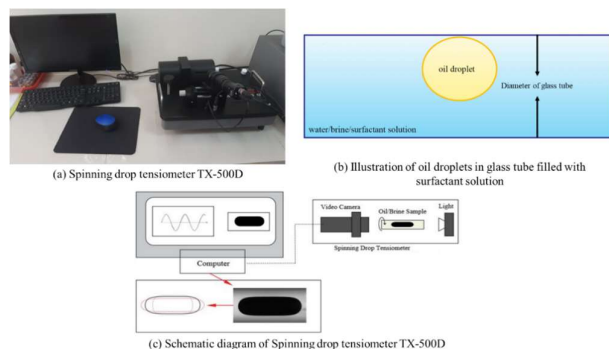 (a) Spinning drop tensiometer TX-500D
oil droplet
Diameter of glass tube
water/brine/surfactant solution
(b) Illustration of oil droplets in glass tube filled with
surfactant solution
Video Camera
Oil/Brine Sample
Light
Spinning Drop Tensiometer
Computer
(c) Schematic diagram of Spinning drop tensiometer TX-500D